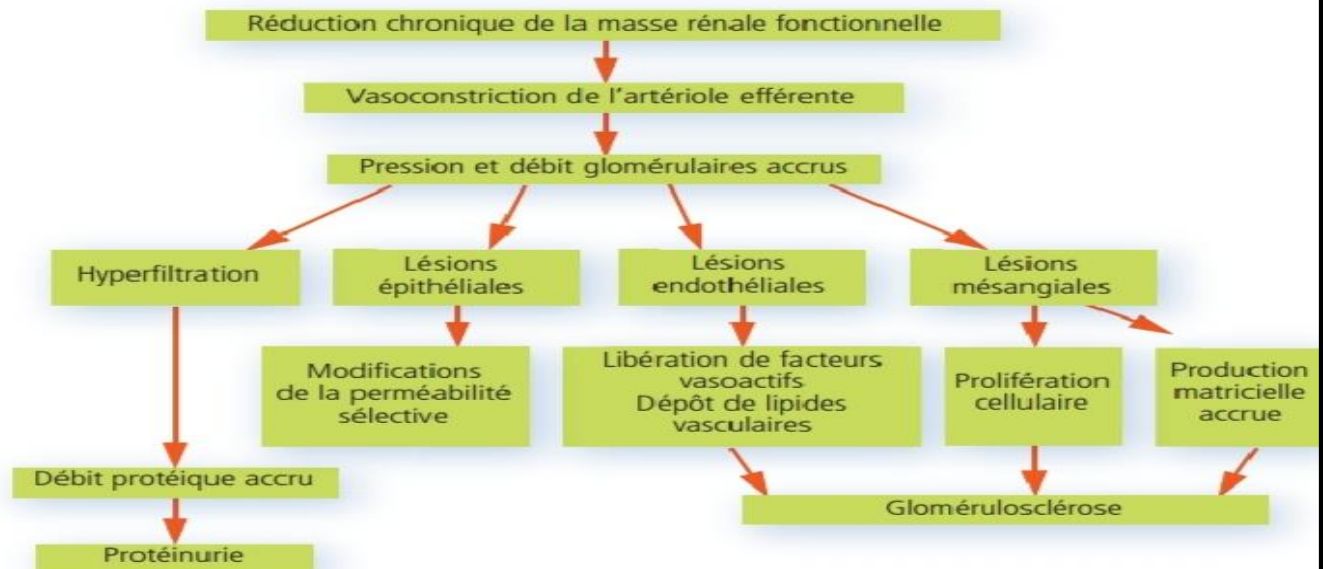 Réduction chronique de la masse rénale fonctionnelle
Vasoconstriction de l'artériole efférente
Pression et débit glomérulaires accrus
Hyperfiltration
Lésions
épithéliales
Lésions
endothéliales
Lésions
mésangiales
Modifications
de la perméabilité
sélective
Libération de facteurs
vasoactifs
Dépôt de lipides
vasculaires
Prolifération
cellulaire
Production
matricielle
accrue
Débit protéique accru
Glomérulosclérose
Protéinurie